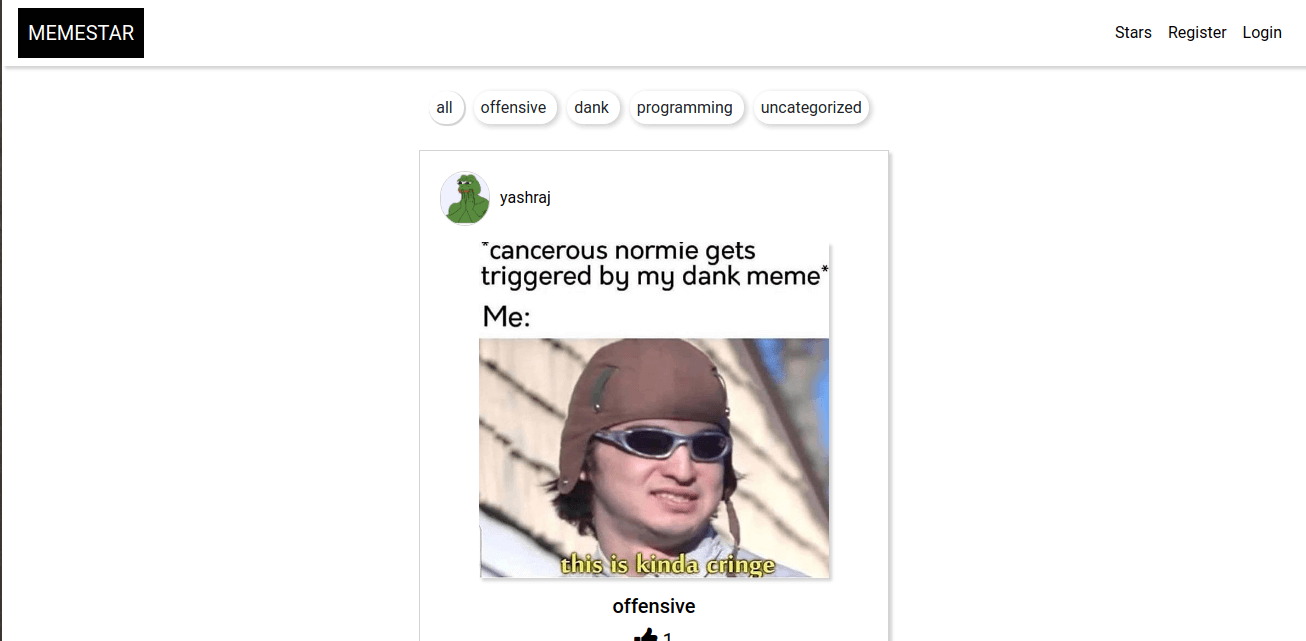 MEMESTAR
Stars Register Login
all offensive dank programming uncategorized
yashraj
*cancerous normie gets
triggered by my dank meme*
Me:
this is kinda cringe
offensive
1